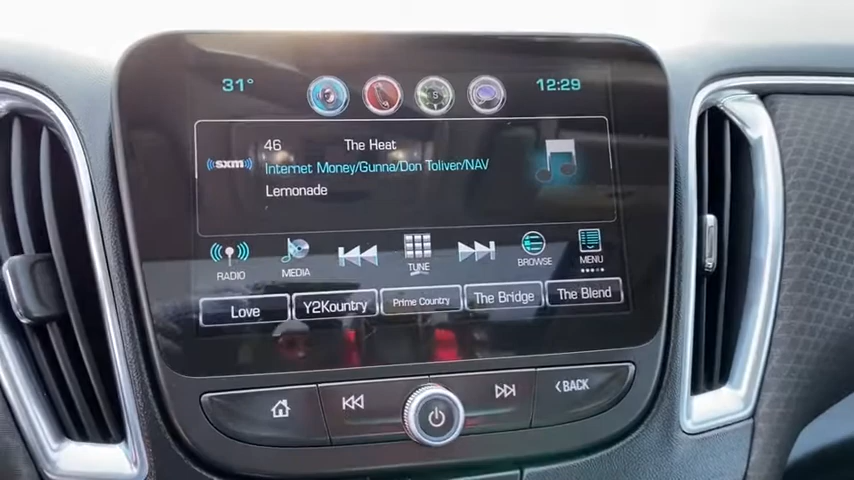 31° 12:29
46 The Heat
sxm Internet Money/Gunna/Don Toliver/NAV
Lemonade
RADIO MEDIA TUNE BROWSE MENU
Love Y2Kountry Prime Country The Bridge The Blend
BACK